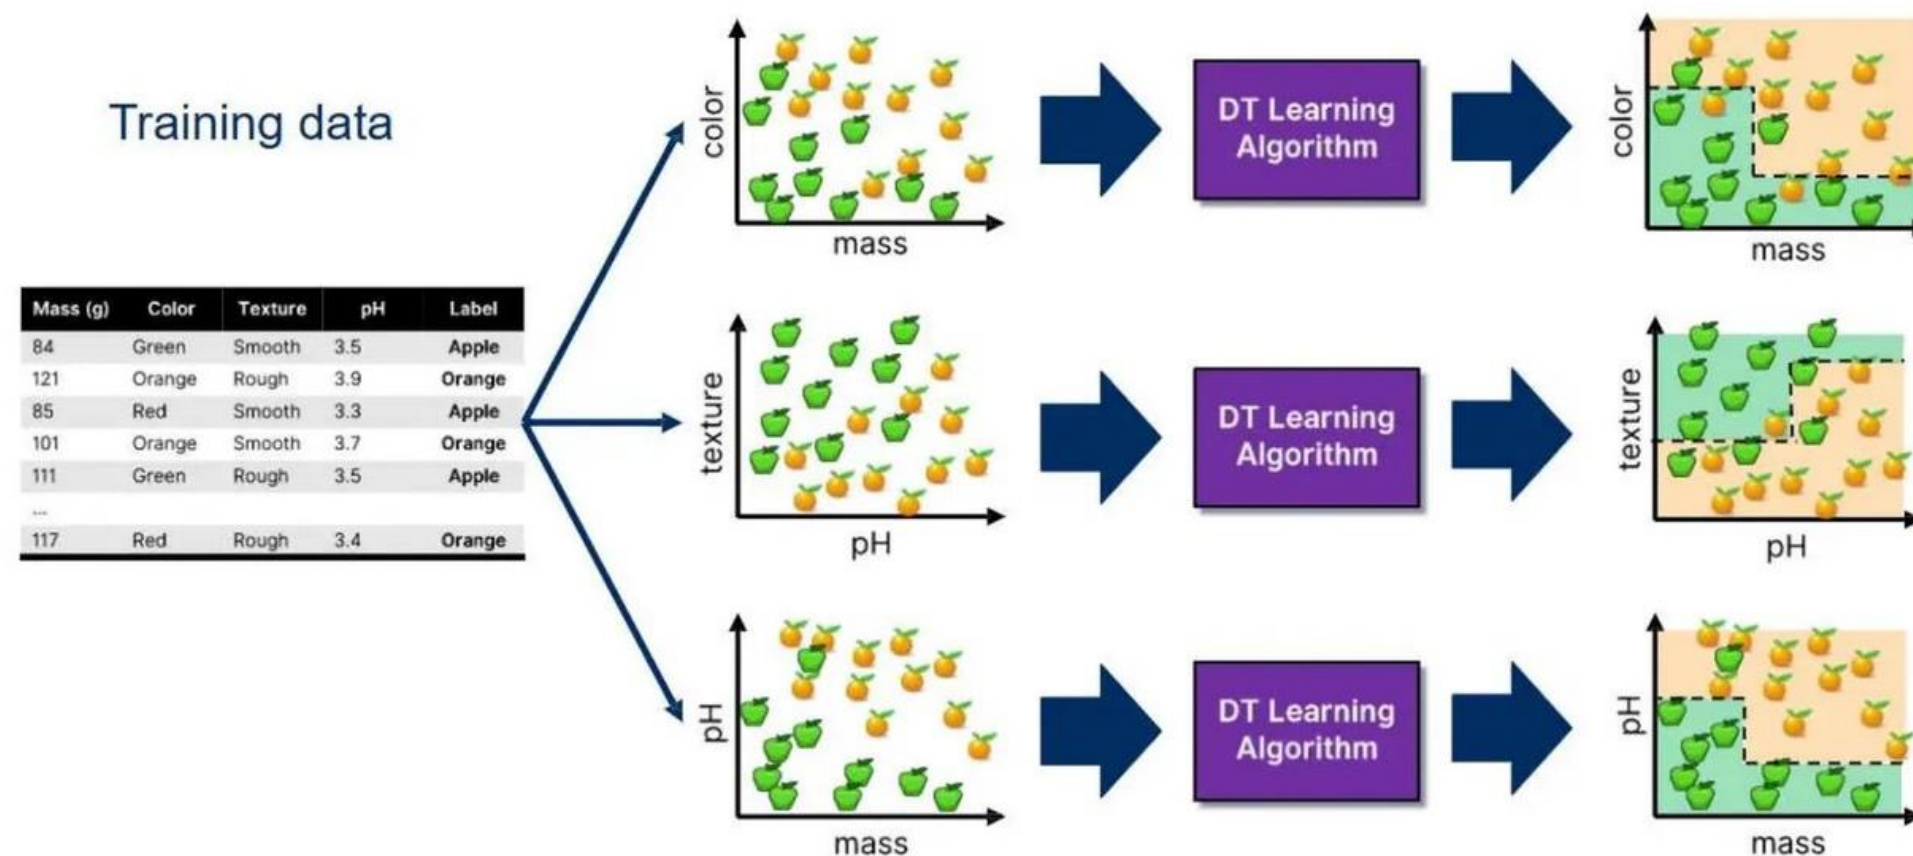 Training data
Mass (g) Color Texture pH Label
84 Green Smooth 3.5 Apple
121 Orange Rough 3.9 Orange
85 Red Smooth 3.3 Apple
101 Orange Smooth 3.7 Orange
111 Green Rough 3.5 Apple
...
117 Red Rough 3.4 Orange
color
mass
DT Learning
Algorithm
color
mass
texture
pH
DT Learning
Algorithm
texture
pH
pH
mass
DT Learning
Algorithm
pH
mass